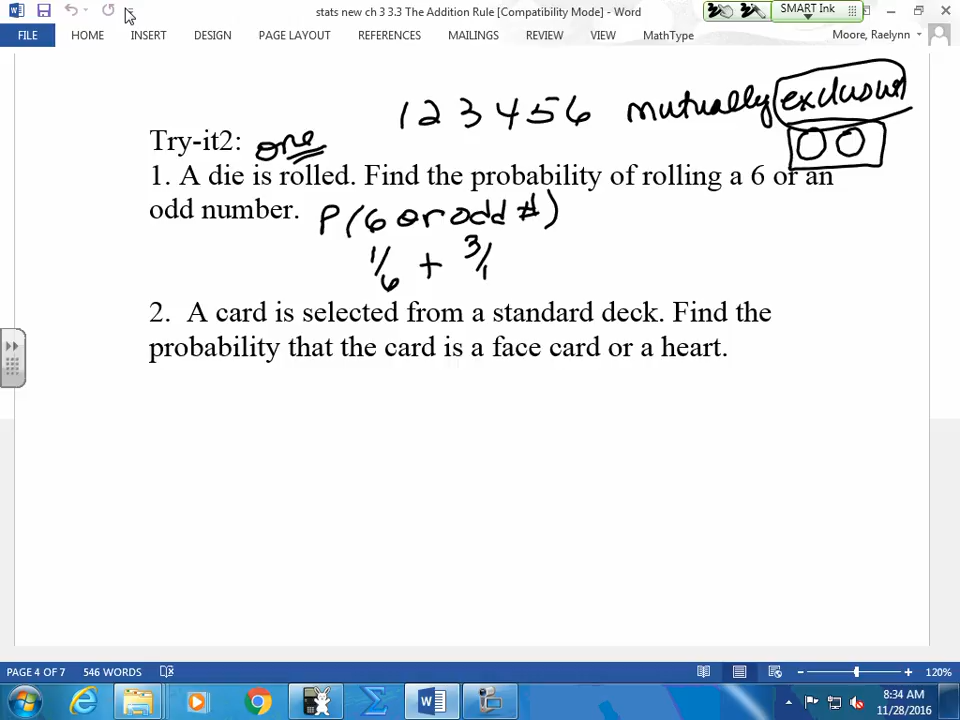 stats new ch 3 3.3 The Addition Rule [Compatibility Mode] - Word
SMART Ink
FILE HOME INSERT DESIGN PAGE LAYOUT REFERENCES MAILINGS REVIEW VIEW MathType Moore, Raelynn
1 2 3 4 5 6 mutually exclusive
Try-it2: one
1. A die is rolled. Find the probability of rolling a 6 or an
odd number. P(6 or odd #)
1/6 + 3/
2. A card is selected from a standard deck. Find the
probability that the card is a face card or a heart.
PAGE 4 OF 7 546 WORDS 120%
8:34 AM
11/28/2016